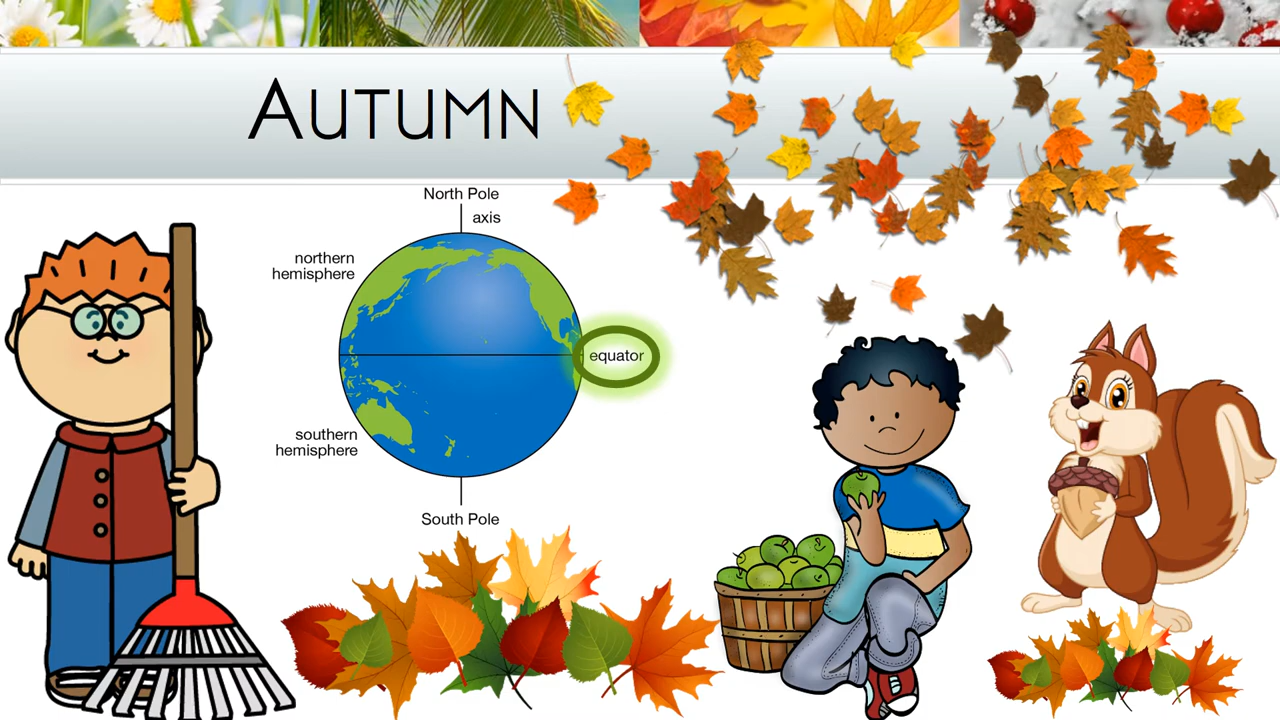 AUTUMN
North Pole
axis
northern
hemisphere
equator
southern
hemisphere
South Pole